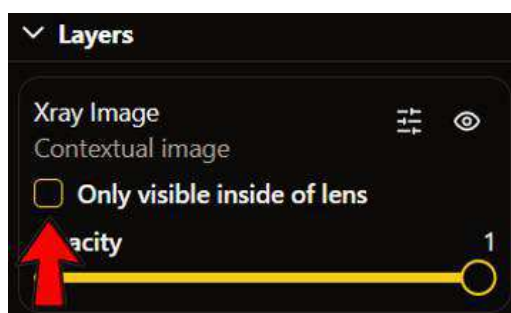 Layers
Xray Image
Contextual image
Only visible inside of lens
acity 1